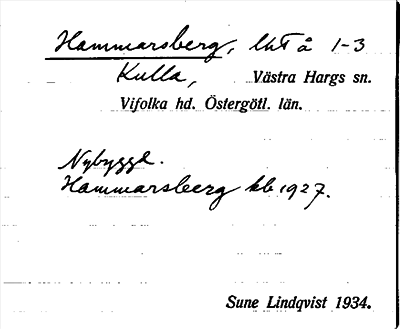 Hammarsberg, lht å 1-3
Kulla, Västra Hargs sn.
Vifolka hd. Östergötl. län.
Nybyggd.
Hammarsberg kb 1927.
Sune Lindqvist 1934.